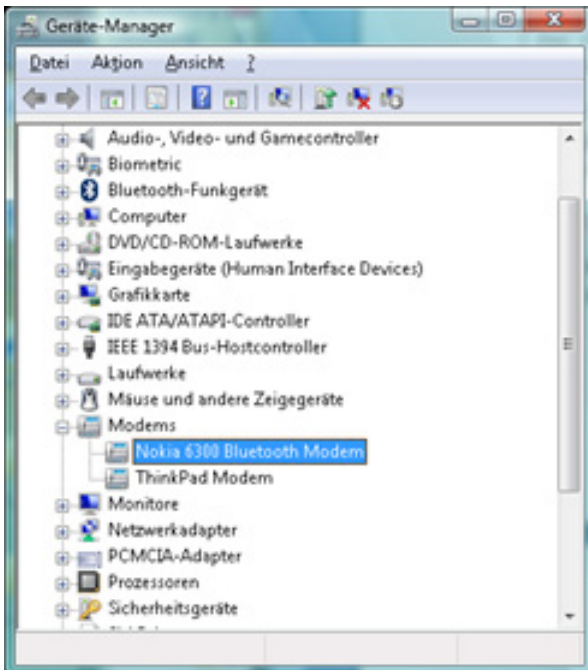 Geräte-Manager
Datei Aktion Ansicht ?
Audio-, Video- und Gamecontroller
Biometric
Bluetooth-Funkgerät
Computer
DVD/CD-ROM-Laufwerke
Eingabegeräte (Human Interface Devices)
Grafikkarte
IDE ATA/ATAPI-Controller
IEEE 1394 Bus-Hostcontroller
Laufwerke
Mäuse und andere Zeigegeräte
Modems
Nokia 6300 Bluetooth Modem
ThinkPad Modem
Monitore
Netzwerkadapter
PCMCIA-Adapter
Prozessoren
Sicherheitsgeräte